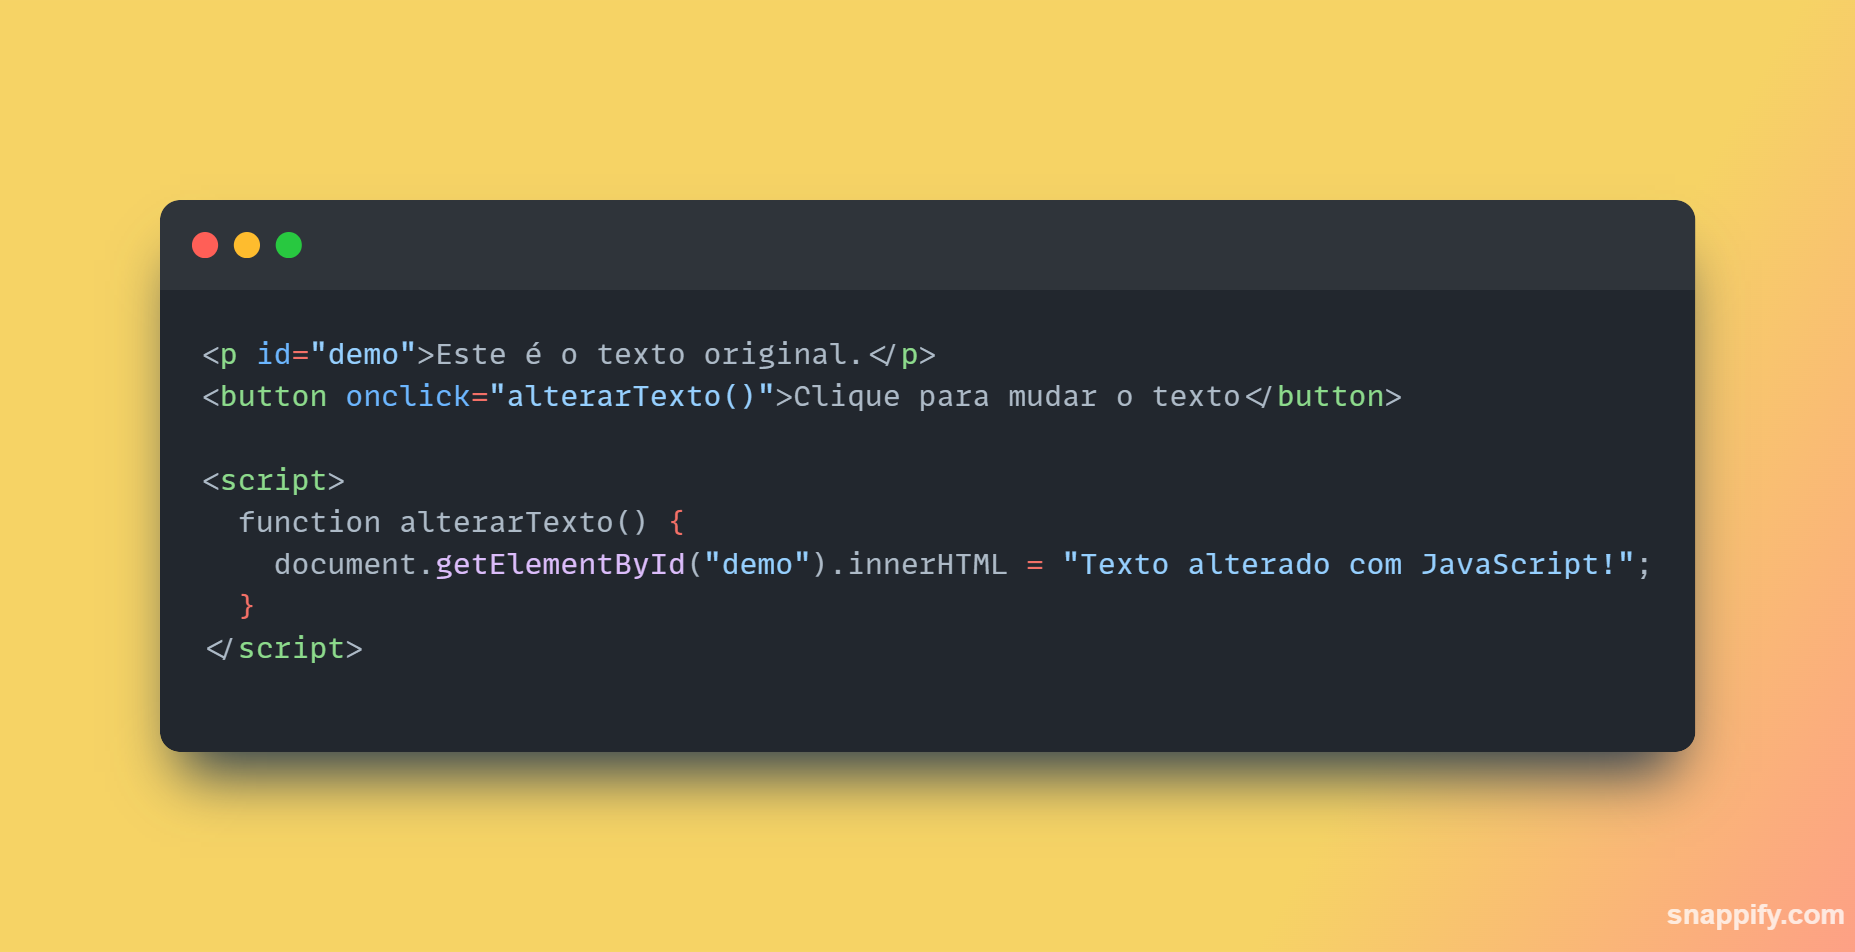 <p id="demo">Este é o texto original.</p>
<button onclick="alterarTexto()">Clique para mudar o texto</button>
<script>
function alterarTexto() {
document.getElementById("demo").innerHTML = "Texto alterado com JavaScript!";
}
</script>
snappify.com